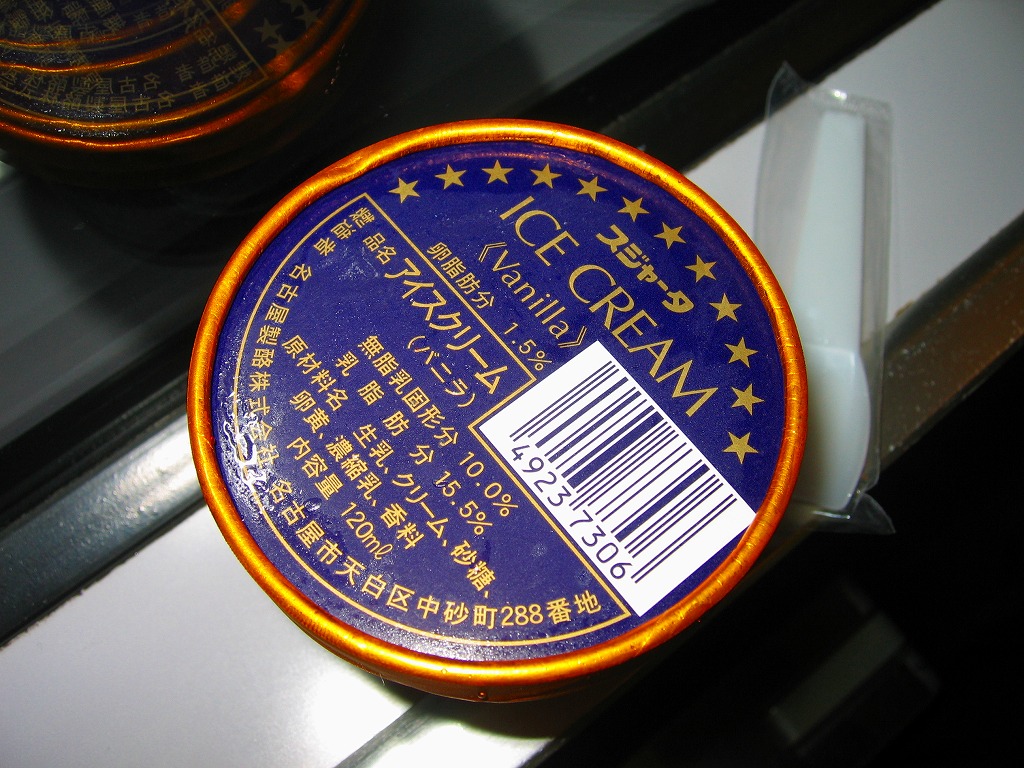 スジャータ
ICE CREAM
《Vanilla》
卵脂肪分 1.5%
品名 アイスクリーム
(バニラ)
無脂乳固形分 10.0%
乳脂肪分 15.5%
原材料名 生乳、クリーム、砂糖、
卵黄、濃縮乳、香料
内容量 120mℓ
製造者 名古屋製酪株式会社 名古屋市天白区中砂町288番地
4923 7306